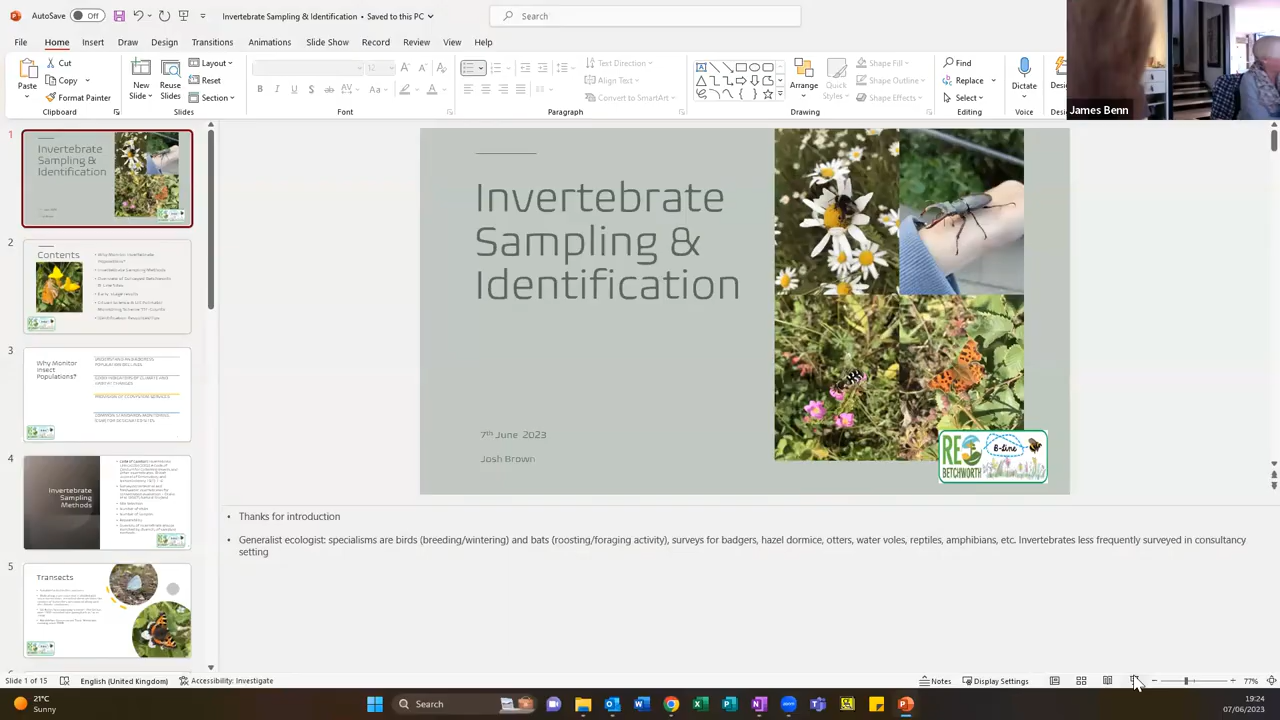 AutoSave Off
Invertebrate Sampling & Identification • Saved to this PC
Search
File Home Insert Draw Design Transitions Animations Slide Show Record Review View Help
Paste
Cut
Copy
Format Painter
Clipboard
New Slide
Reuse Slides
Layout
Reset
Section
Slides
Font
Text Direction
Align Text
Convert to SmartArt
Paragraph
Arrange
Quick Styles
Shape Fill
Shape Outline
Shape Effects
Drawing
Find
Replace
Select
Editing
Dictate
Voice
James Benn
1
Invertebrate
Sampling &
Identification
2
Contents
3
Why Monitor
Insect
Populations?
4
Invertebrate
Sampling
Methods
5
Transects
Invertebrate
Sampling &
Identification
7th June 2023
Josh Brown
BETCHWORTH
B-Line
• Thanks for introduction
• Generalist ecologist: specialisms are birds (breeding/wintering) and bats (roosting/foraging activity), surveys for badgers, hazel dormice, otters, water voles, reptiles, amphibians, etc. Invertebrates less frequently surveyed in consultancy
setting
Slide 1 of 15 English (United Kingdom) Accessibility: Investigate Notes Display Settings 77%
21°C
Sunny
Search
19:24
07/06/2023